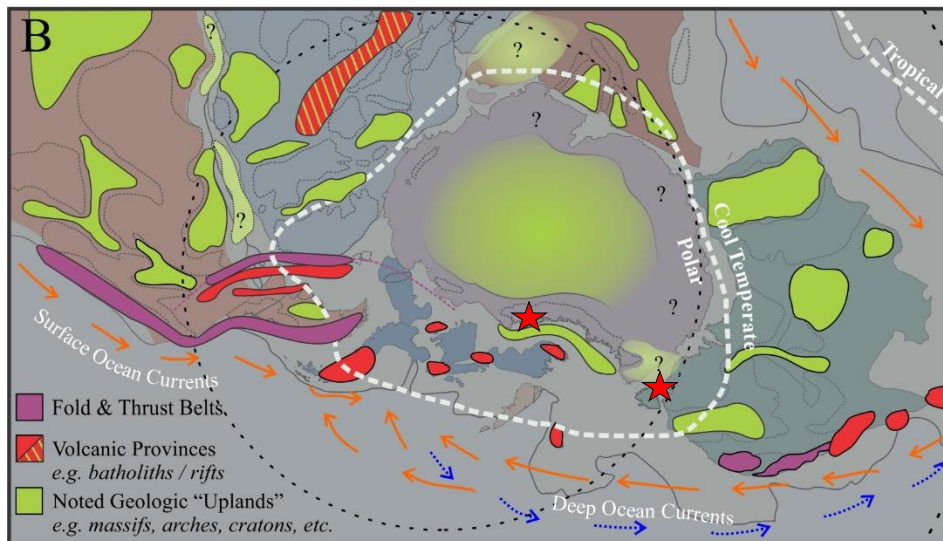 B
?
?
?
?
?
?
?
Tropical
Cool Temperate
Polar
Surface Ocean Currents
Deep Ocean Currents
Fold & Thrust Belts
Volcanic Provinces
e.g. batholiths / rifts
Noted Geologic “Uplands”
e.g. massifs, arches, cratons, etc.